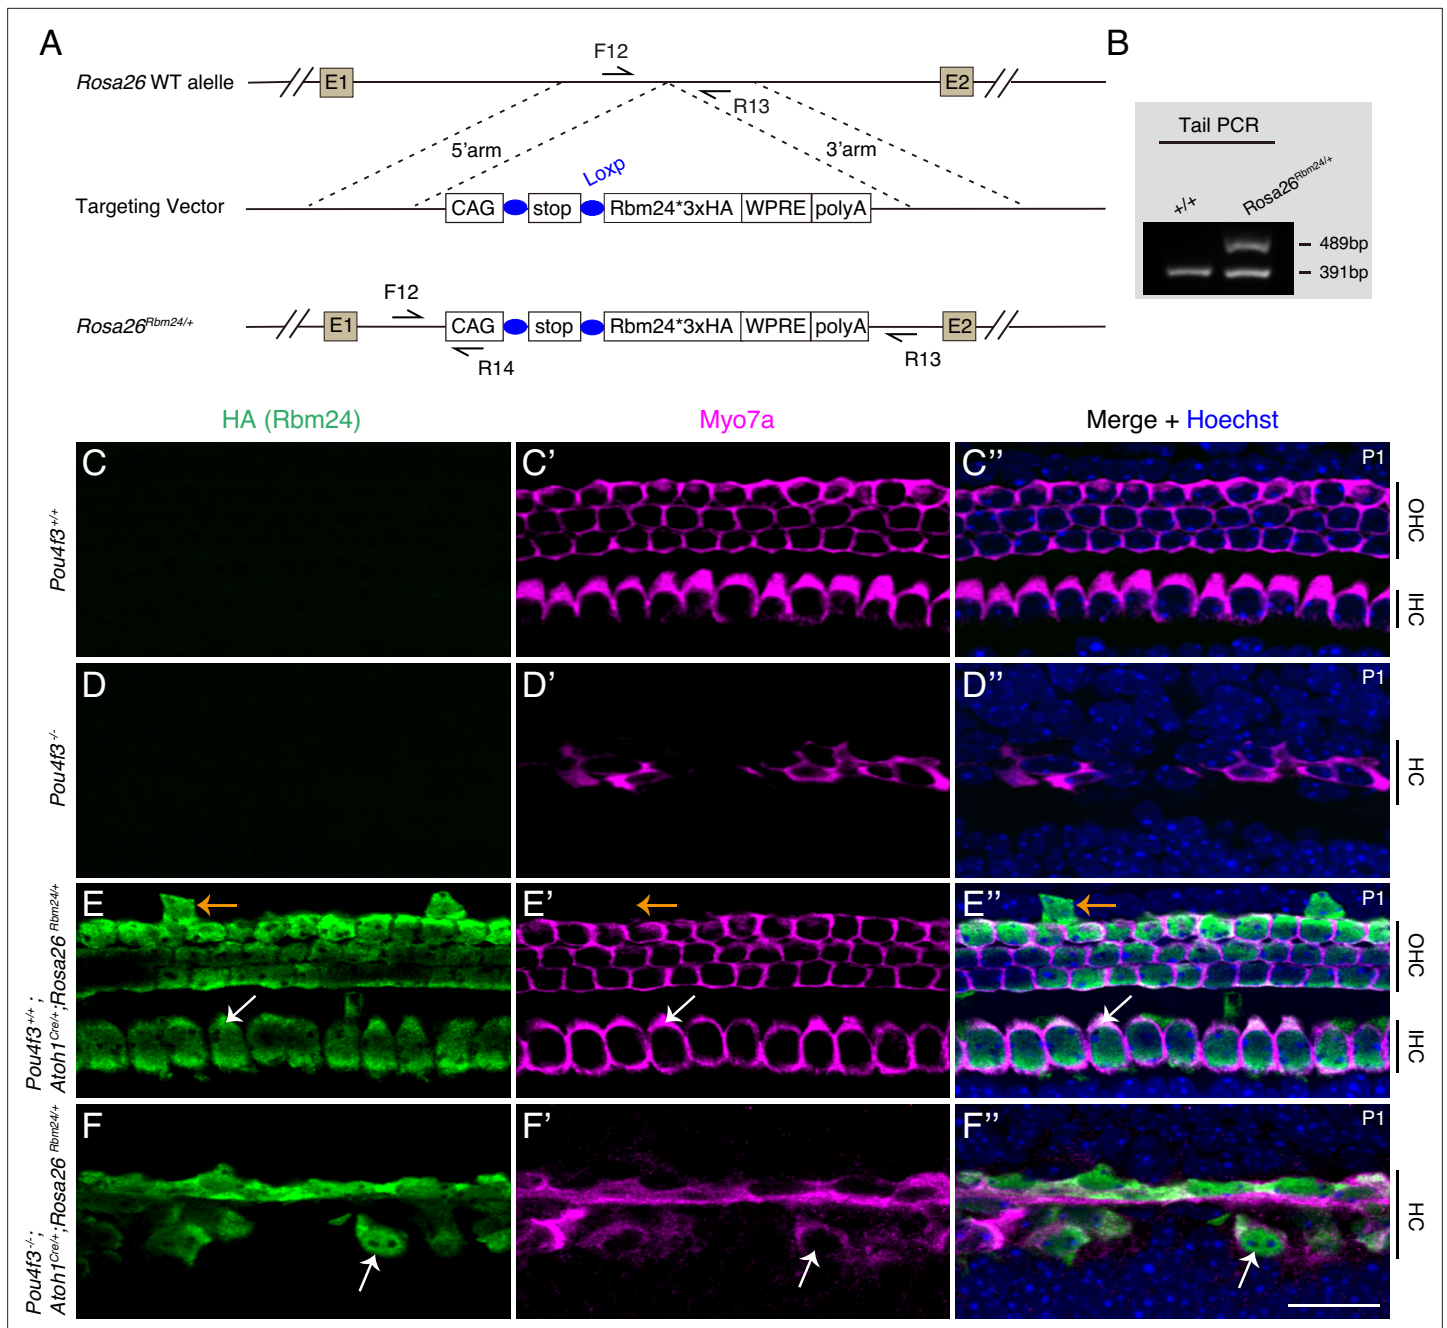 A
B
F12
Rosa26 WT alelle
E1
E2
R13
5’arm
3’arm
Loxp
Targeting Vector
CAG
stop
Rbm24*3xHA
WPRE
polyA
F12
Rosa26Rbm24/+
E1
CAG
stop
Rbm24*3xHA
WPRE
polyA
E2
R14
R13
Tail PCR
+/+
Rosa26Rbm24/+
489bp
391bp
HA (Rbm24)
Myo7a
Merge + Hoechst
Pou4f3+/+
C
C’
C’’
P1
OHC
IHC
Pou4f3-/-
D
D’
D’’
P1
HC
Pou4f3+/+;
Atoh1Cre/+;Rosa26Rbm24/+
E
E’
E’’
P1
OHC
IHC
Pou4f3-/-;
Atoh1Cre/+;Rosa26Rbm24/+
F
F’
F’’
P1
HC